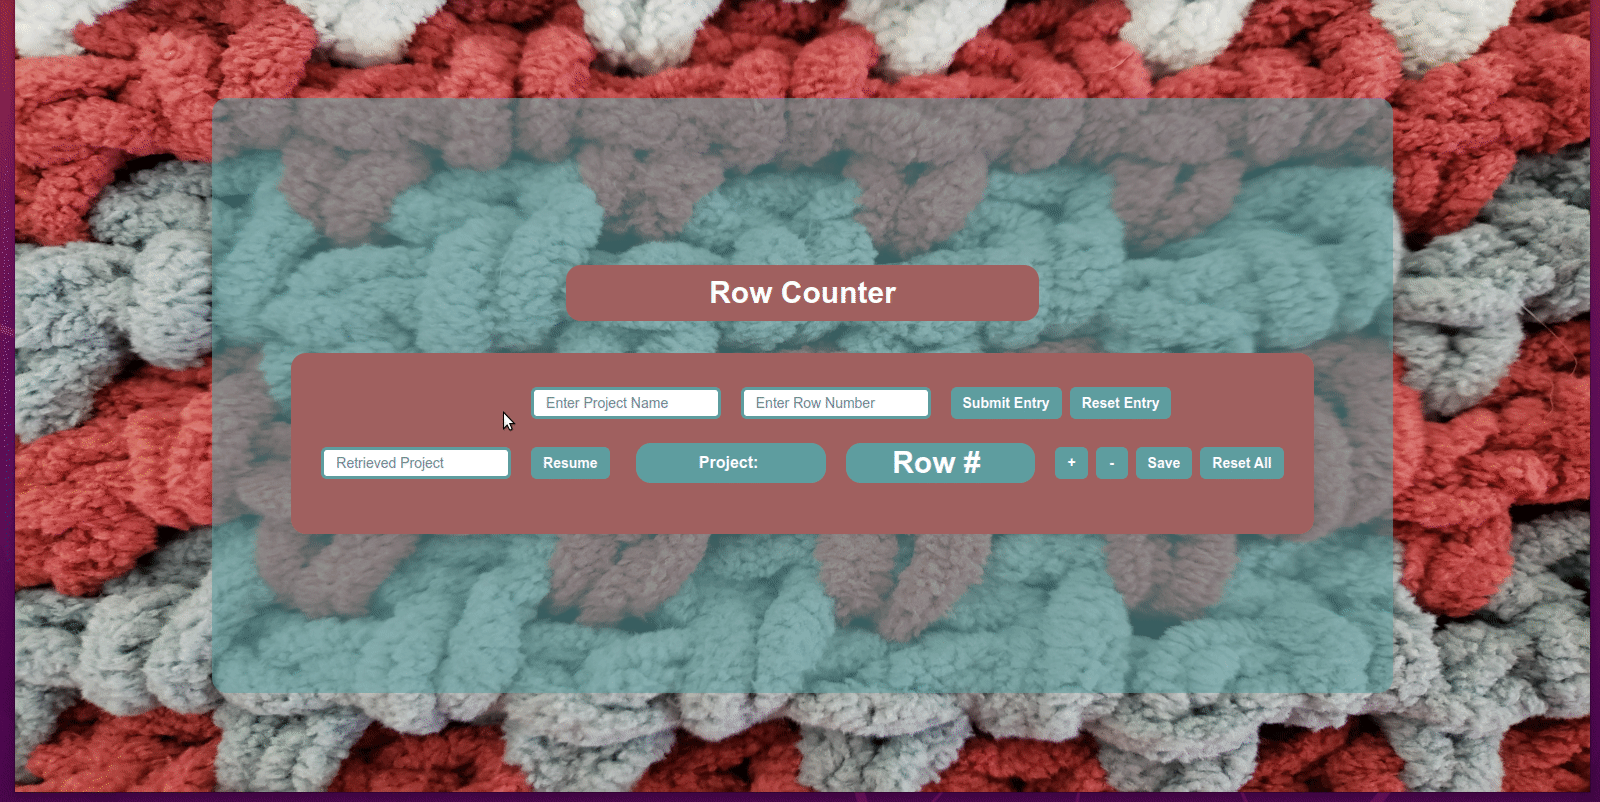 Row Counter
Enter Project Name Enter Row Number Submit Entry Reset Entry
Retrieved Project Resume Project: Row # + - Save Reset All